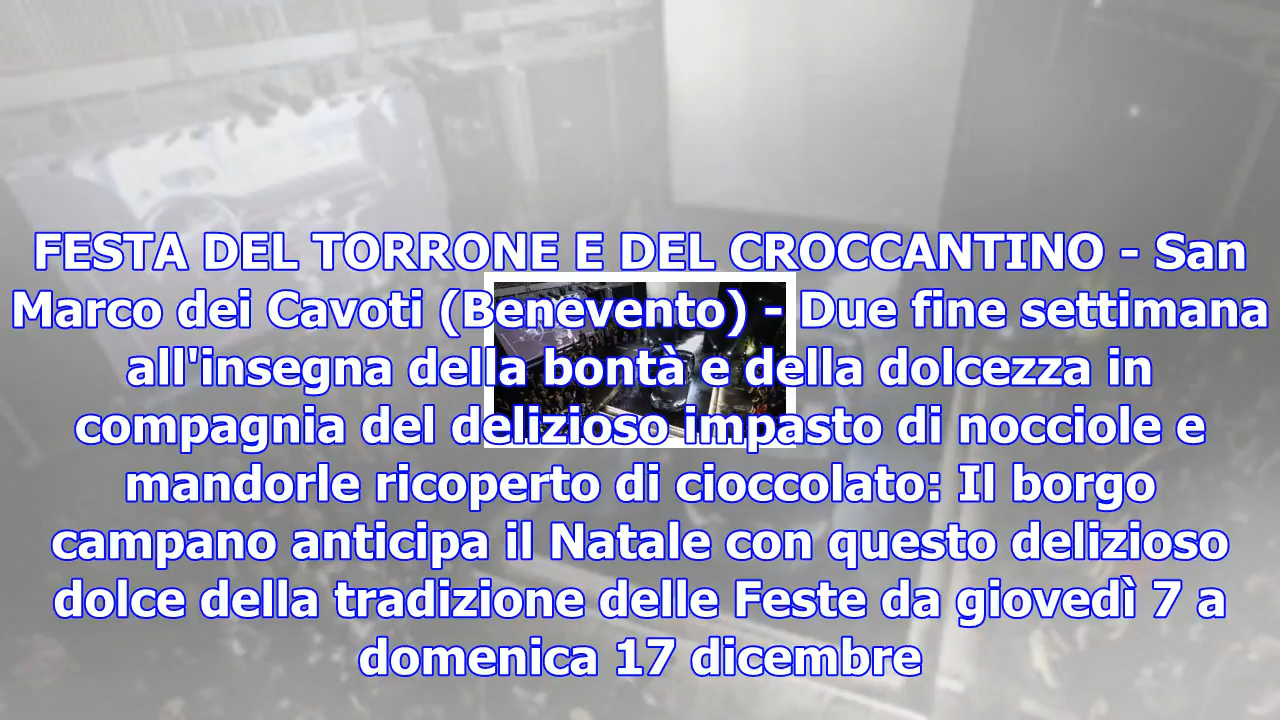 FESTA DEL TORRONE E DEL CROCCANTINO - San
Marco dei Cavoti (Benevento) - Due fine settimana
all'insegna della bontà e della dolcezza in
compagnia del delizioso impasto di nocciole e
mandorle ricoperto di cioccolato: Il borgo
campano anticipa il Natale con questo delizioso
dolce della tradizione delle Feste da giovedì 7 a
domenica 17 dicembre